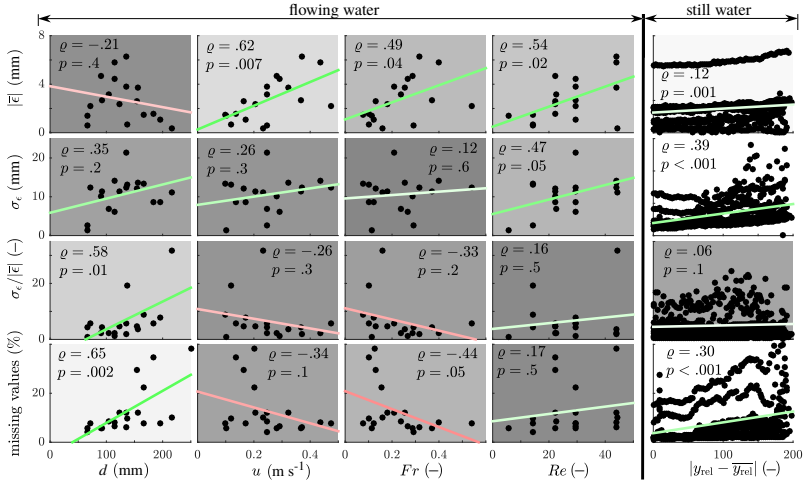 flowing water
still water
|ε̅| (mm)
8
4
0
ϱ = −.21
p = .4
ϱ = .62
p = .007
ϱ = .49
p = .04
ϱ = .54
p = .02
ϱ = .12
p = .001
σϵ (mm)
20
10
0
ϱ = .35
p = .2
ϱ = .26
p = .3
ϱ = .12
p = .6
ϱ = .47
p = .05
ϱ = .39
p < .001
σϵ/|ε̅| (–)
20
0
ϱ = .58
p = .01
ϱ = −.26
p = .3
ϱ = −.33
p = .2
ϱ = .16
p = .5
ϱ = .06
p = .1
missing values (%)
20
0
ϱ = .65
p = .002
ϱ = −.34
p = .1
ϱ = −.44
p = .05
ϱ = .17
p = .5
ϱ = .30
p < .001
0 100 200 0 0.2 0.4 0 0.2 0.4 0 20 40 0 100 200
d (mm) u (m s⁻¹) Fr (–) Re (–) |y_rel − y̅_rel| (–)